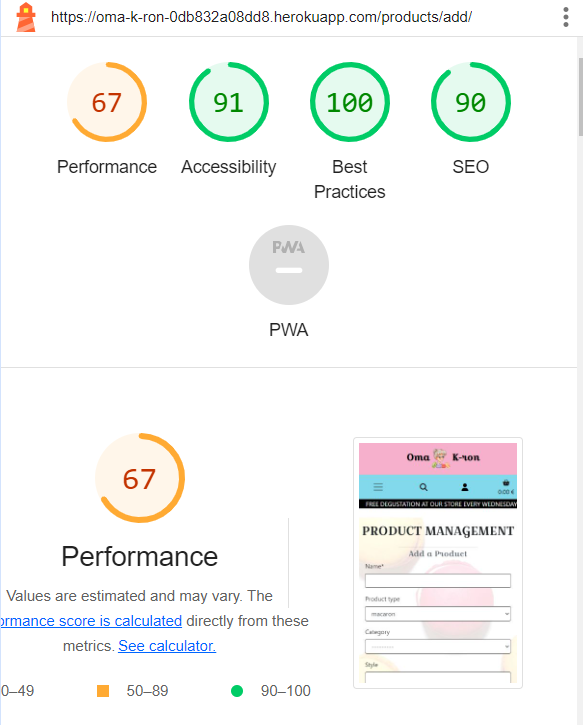 https://oma-k-ron-0db832a08dd8.herokuapp.com/products/add/
67
91
100
90
Performance
Accessibility
Best
Practices
SEO
PWA
PWA
67
Performance
Values are estimated and may vary. The
ormance score is calculated directly from these
metrics. See calculator.
0–49
50–89
90–100
Oma K-ron
0.00 €
FREE DEGUSTATION AT OUR STORE EVERY WEDNESDAY
PRODUCT MANAGEMENT
Add a Product
Name*
Product type
macaron
Category
---------
Style